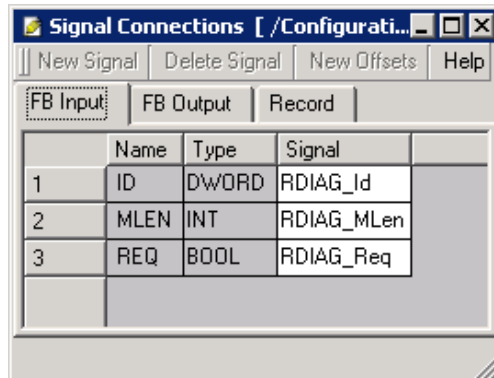 Signal Connections [ /Configurati...
New Signal Delete Signal New Offsets Help
FB Input FB Output Record
Name Type Signal
1 ID DWORD RDIAG_Id
2 MLEN INT RDIAG_MLen
3 REQ BOOL RDIAG_Req